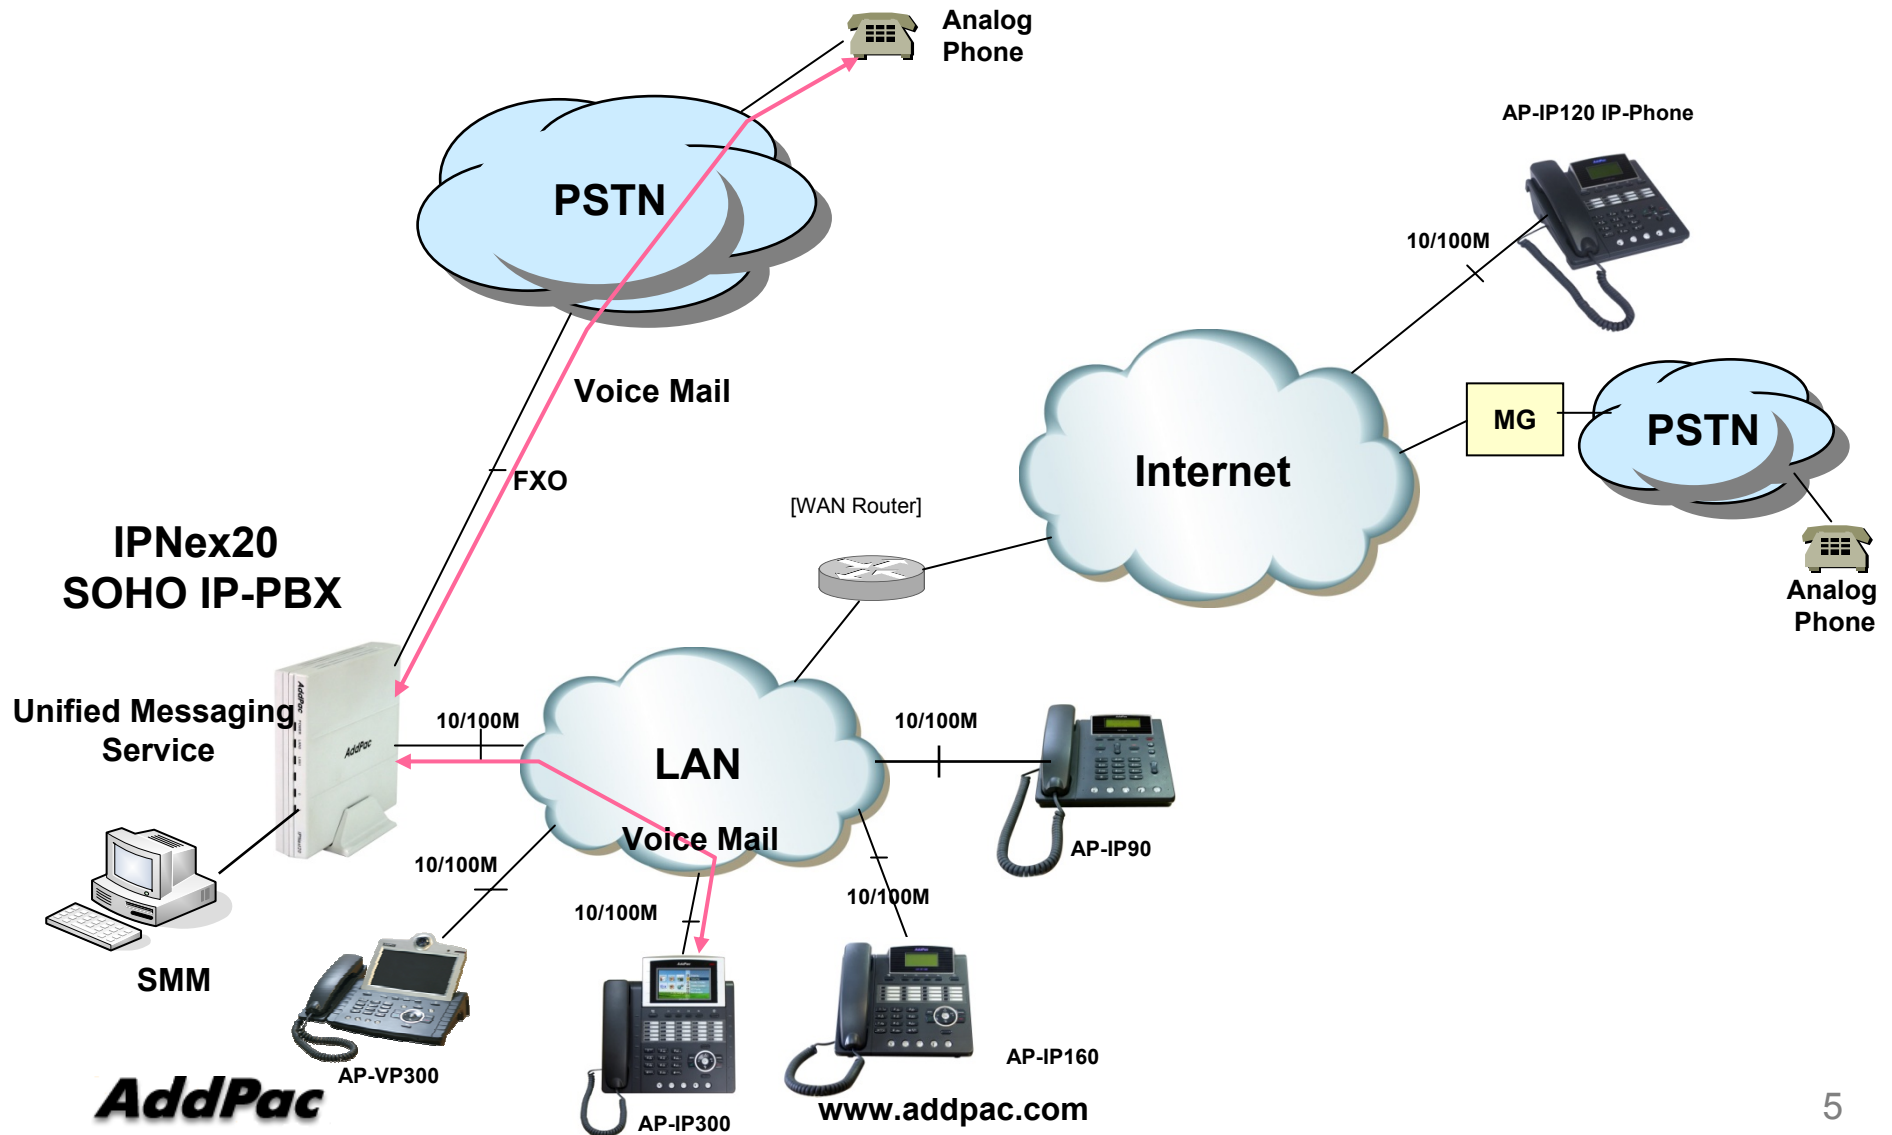 Analog
Phone
AP-IP120 IP-Phone
PSTN
10/100M
Voice Mail
MG
PSTN
Internet
FXO
[WAN Router]
IPNex20
SOHO IP-PBX
Analog
Phone
Unified Messaging
Service
AddPac
AddPac
10/100M
10/100M
LAN
Voice Mail
AP-IP90
10/100M
10/100M
10/100M
SMM
AP-VP300
AP-IP160
AddPac
www.addpac.com
AP-IP300
5